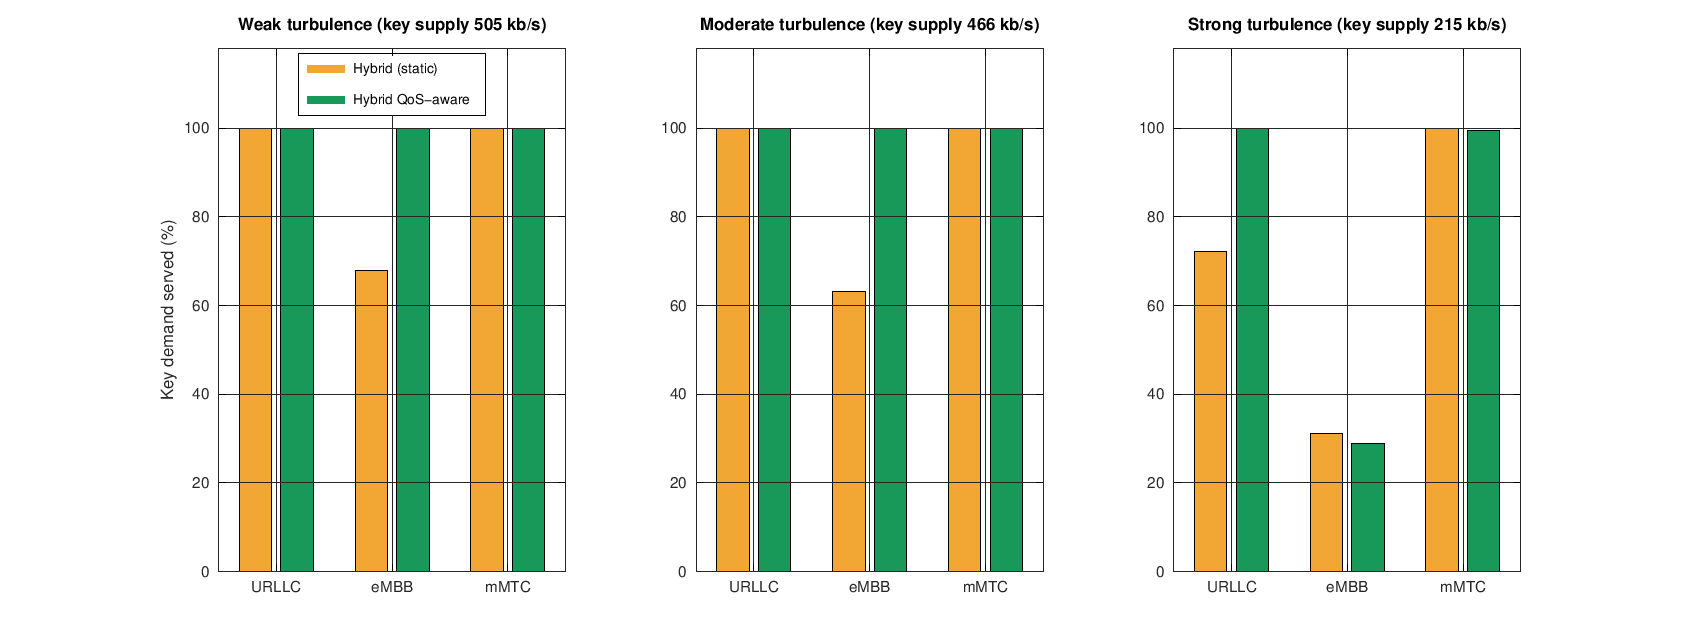 Weak turbulence (key supply 505 kb/s)
Hybrid (static)
Hybrid QoS−aware
Key demand served (%)
100
80
60
40
20
0
URLLC eMBB mMTC
Moderate turbulence (key supply 466 kb/s)
100
80
60
40
20
0
URLLC eMBB mMTC
Strong turbulence (key supply 215 kb/s)
100
80
60
40
20
0
URLLC eMBB mMTC